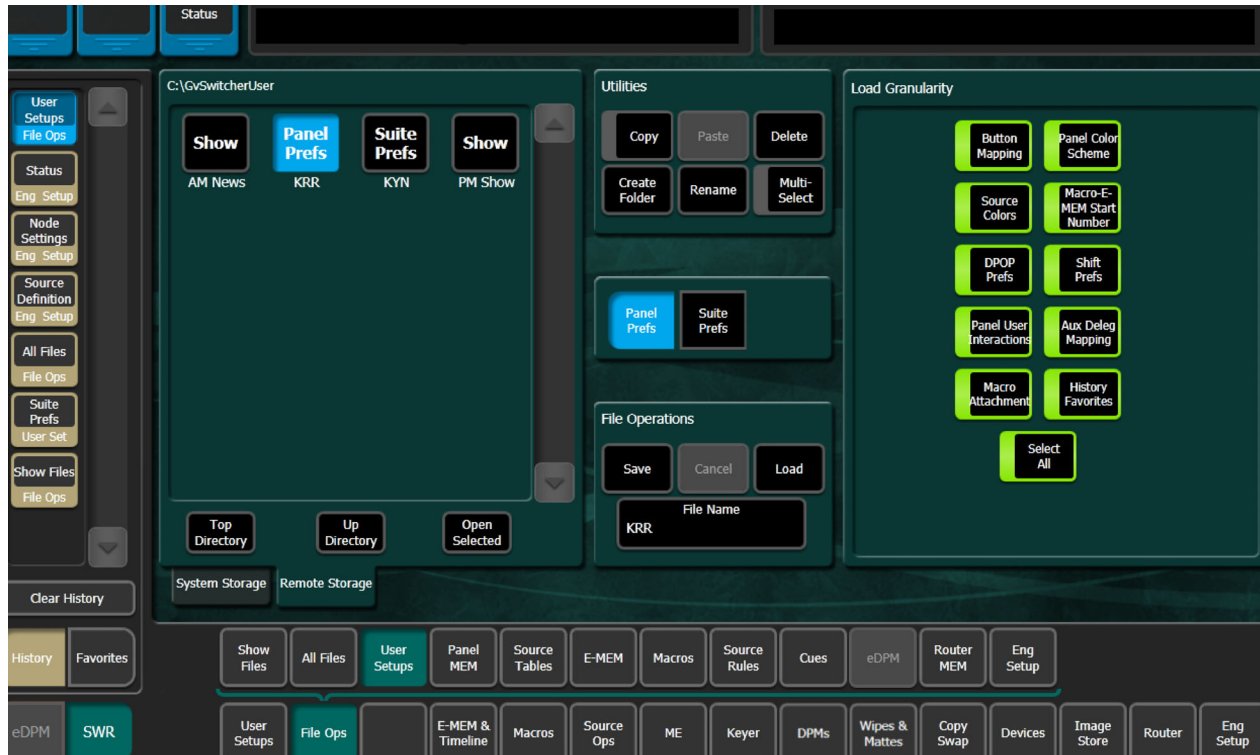 Status
User
Setups
File Ops
Status
Eng Setup
Node
Settings
Eng Setup
Source
Definition
Eng Setup
All Files
File Ops
Suite
Prefs
User Set
Show Files
File Ops
Clear History
History
Favorites
eDPM
SWR
C:\GvSwitcherUser
Show
AM News
Panel
Prefs
KRR
Suite
Prefs
KYN
Show
PM Show
Top
Directory
Up
Directory
Open
Selected
System Storage
Remote Storage
Utilities
Copy
Paste
Delete
Create
Folder
Rename
Multi-
Select
Panel
Prefs
Suite
Prefs
File Operations
Save
Cancel
Load
File Name
KRR
Load Granularity
Button
Mapping
Panel Color
Scheme
Source
Colors
Macro-E-
MEM Start
Number
DPOP
Prefs
Shift
Prefs
Panel User
Interactions
Aux Deleg
Mapping
Macro
Attachment
History
Favorites
Select
All
Show
Files
All Files
User
Setups
Panel
MEM
Source
Tables
E-MEM
Macros
Source
Rules
Cues
eDPM
Router
MEM
Eng
Setup
User
Setups
File Ops
E-MEM &
Timeline
Macros
Source
Ops
ME
Keyer
DPMs
Wipes &
Mattes
Copy
Swap
Devices
Image
Store
Router
Eng
Setup